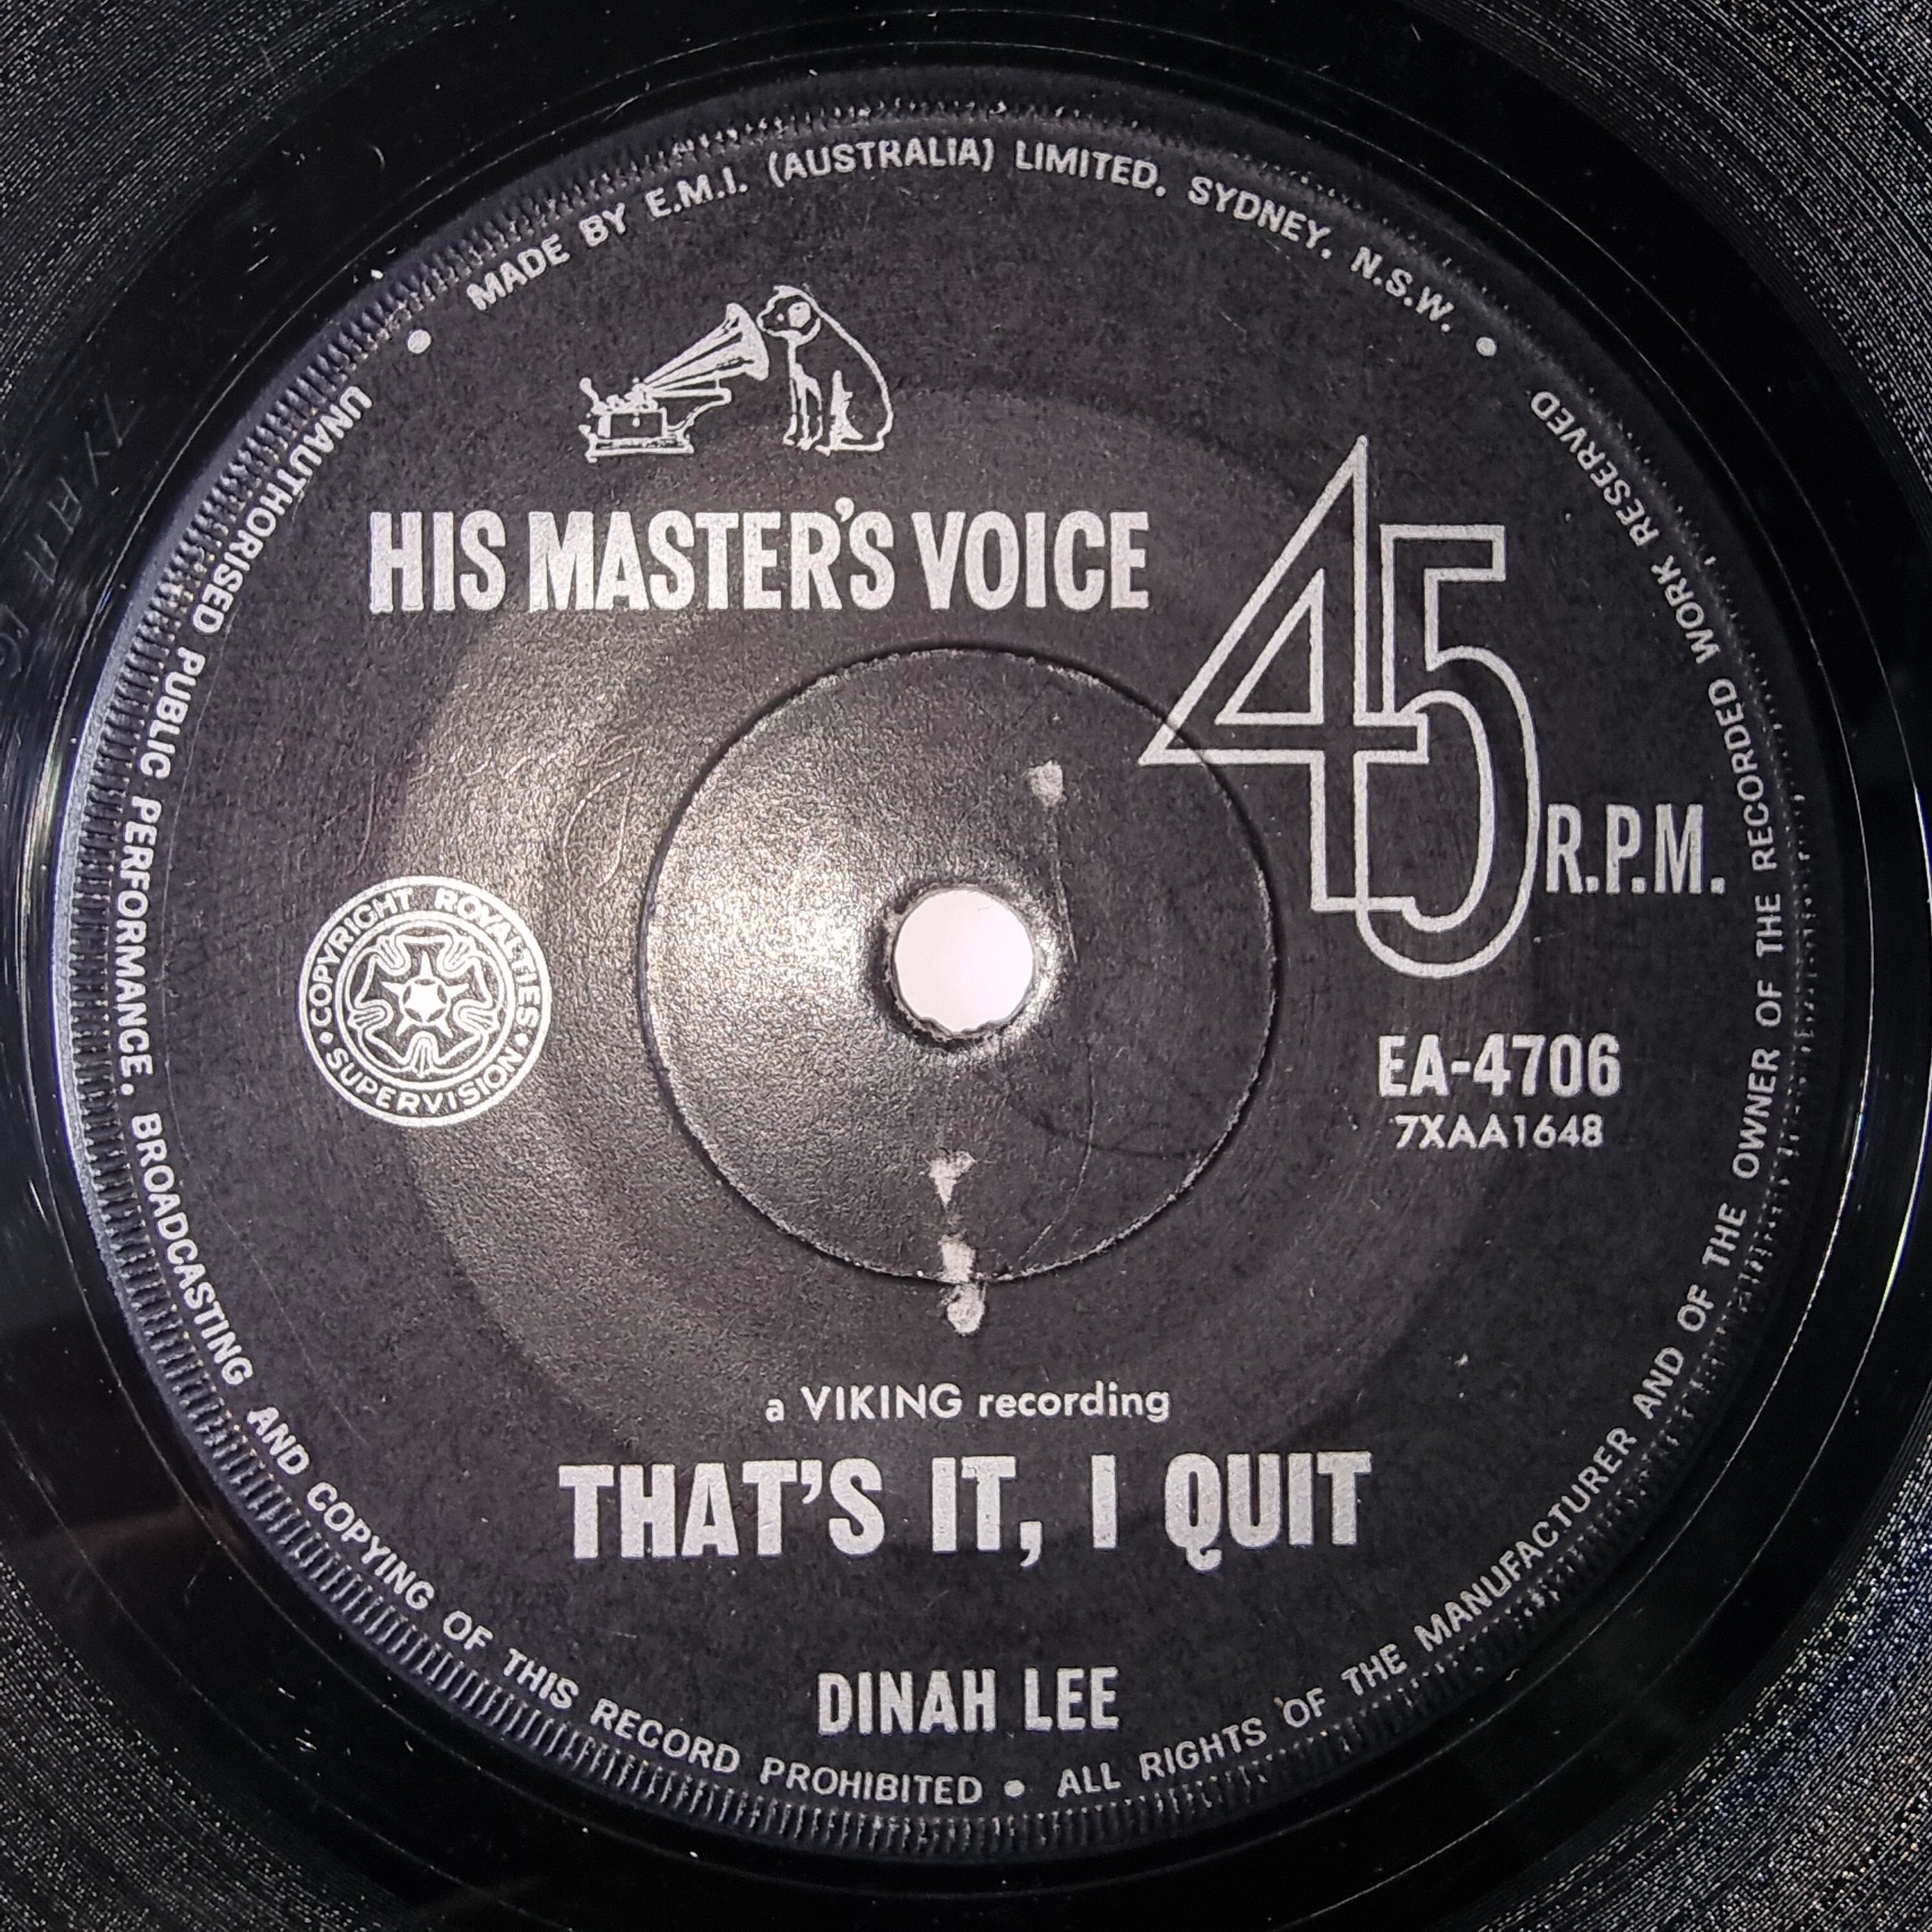 MADE BY E.M.I. (AUSTRALIA) LIMITED. SYDNEY. N.S.W. •
HIS MASTER'S VOICE
45 R.P.M.
COPYRIGHT ROYALTIES
• SUPERVISION •
EA-4706
7XAA1648
a VIKING recording
THAT'S IT, I QUIT
DINAH LEE
• UNAUTHORISED PUBLIC PERFORMANCE. BROADCASTING AND COPYING OF THIS RECORD PROHIBITED • ALL RIGHTS OF THE MANUFACTURER AND OF THE OWNER OF THE RECORDED WORK RESERVED